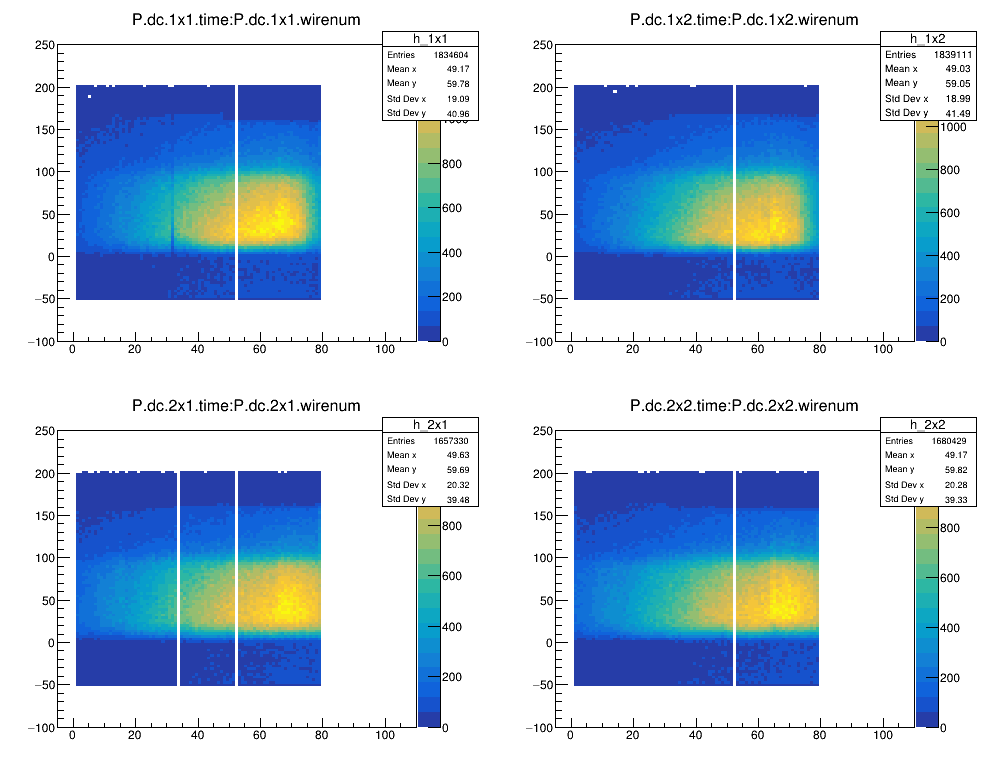 P.dc.1x1.time:P.dc.1x1.wirenum
h_1x1
Entries 1834604
Mean x 49.17
Mean y 59.78
Std Dev x 19.09
Std Dev y 40.96
250
200
150
100
50
0
−50
−100
0 20 40 60 80 100
800
600
400
200
0
P.dc.1x2.time:P.dc.1x2.wirenum
h_1x2
Entries 1839111
Mean x 49.03
Mean y 59.05
Std Dev x 18.99
Std Dev y 41.49
250
200
150
100
50
0
−50
−100
0 20 40 60 80 100
1000
800
600
400
200
0
P.dc.2x1.time:P.dc.2x1.wirenum
h_2x1
Entries 1657330
Mean x 49.63
Mean y 59.69
Std Dev x 20.32
Std Dev y 39.48
250
200
150
100
50
0
−50
−100
0 20 40 60 80 100
800
600
400
200
0
P.dc.2x2.time:P.dc.2x2.wirenum
h_2x2
Entries 1680429
Mean x 49.17
Mean y 59.82
Std Dev x 20.28
Std Dev y 39.33
250
200
150
100
50
0
−50
−100
0 20 40 60 80 100
800
600
400
200
0